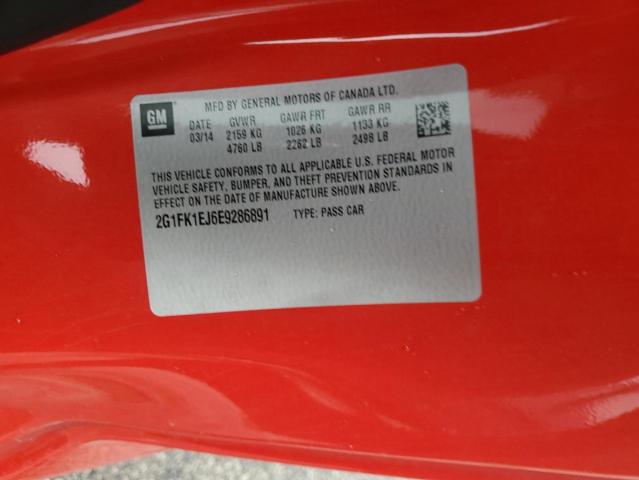 MFD BY GENERAL MOTORS OF CANADA LTD.
GM DATE GVWR GAWR FRT GAWR RR
03/14 2159 KG 1026 KG 1133 KG
4760 LB 2262 LB 2498 LB
THIS VEHICLE CONFORMS TO ALL APPLICABLE U.S. FEDERAL MOTOR
VEHICLE SAFETY, BUMPER, AND THEFT PREVENTION STANDARDS IN
EFFECT ON THE DATE OF MANUFACTURE SHOWN ABOVE.
2G1FK1EJ6E9286891 TYPE: PASS CAR